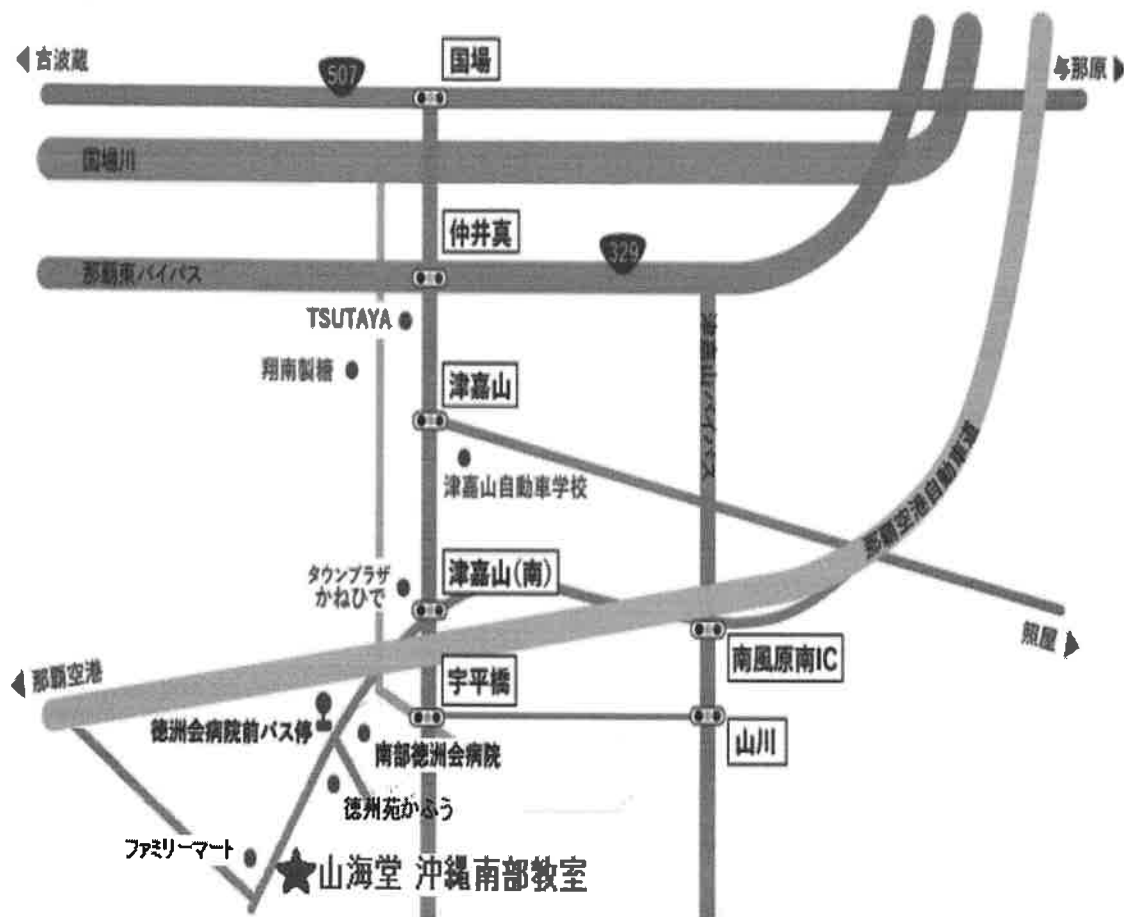 古波蔵
507
国場
与那原
国場川
仲井真
329
那覇東バイパス
TSUTAYA
津嘉山バイパス
翔南製糖
津嘉山
津嘉山自動車学校
那覇空港自動車道
タウンプラザ
かねひで
津嘉山(南)
照屋
南風原南IC
那覇空港
宇平橋
徳洲会病院前バス停
南部徳洲会病院
山川
徳州苑かふう
ファミリーマート
山海堂 沖縄南部教室